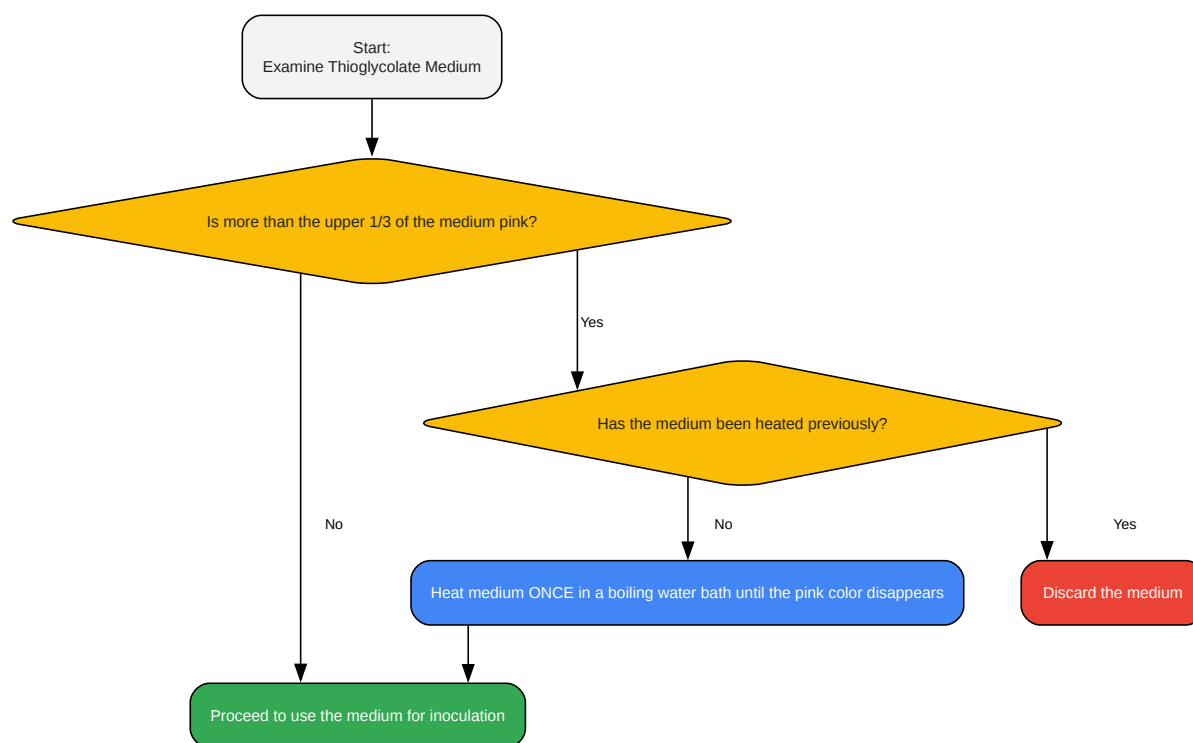 Start:
Examine Thioglycolate Medium
Is more than the upper 1/3 of the medium pink?
Yes
Has the medium been heated previously?
No
No
Yes
Heat medium ONCE in a boiling water bath until the pink color disappears
Discard the medium
Proceed to use the medium for inoculation